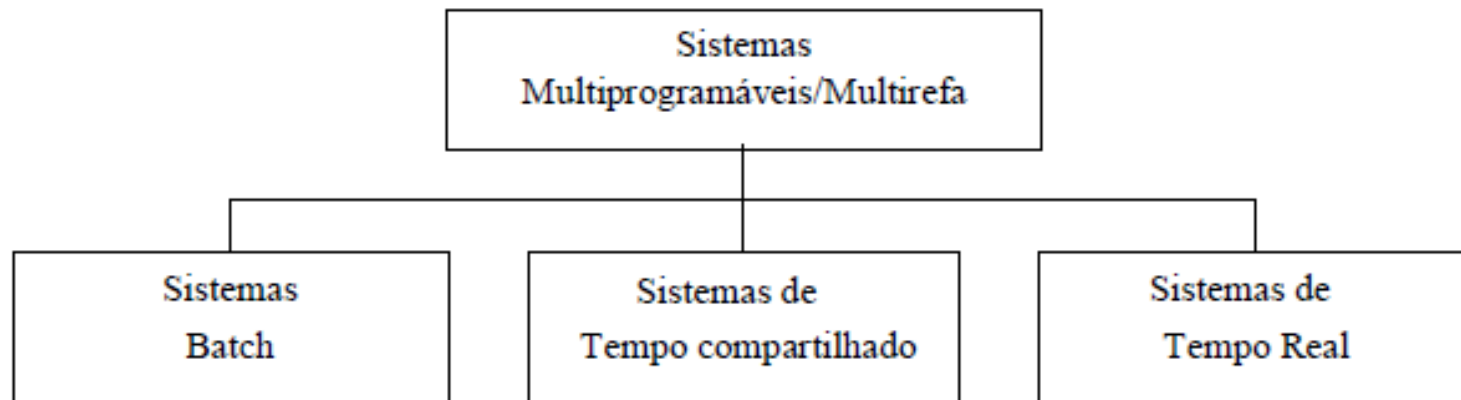 Sistemas
Multiprogramáveis/Multirefa
Sistemas
Batch
Sistemas de
Tempo compartilhado
Sistemas de
Tempo Real